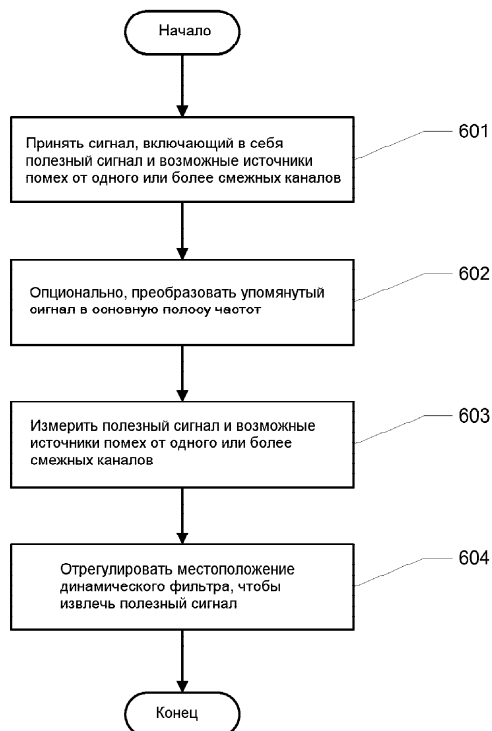 Начало
Принять сигнал, включающий в себя
полезный сигнал и возможные источники
помех от одного или более смежных каналов
601
Опционально, преобразовать упомянутый
сигнал в основную полосу частот
602
Измерить полезный сигнал и возможные
источники помех от одного или более
смежных каналов
603
Отрегулировать местоположение
динамического фильтра, чтобы
извлечь полезный сигнал
604
Конец